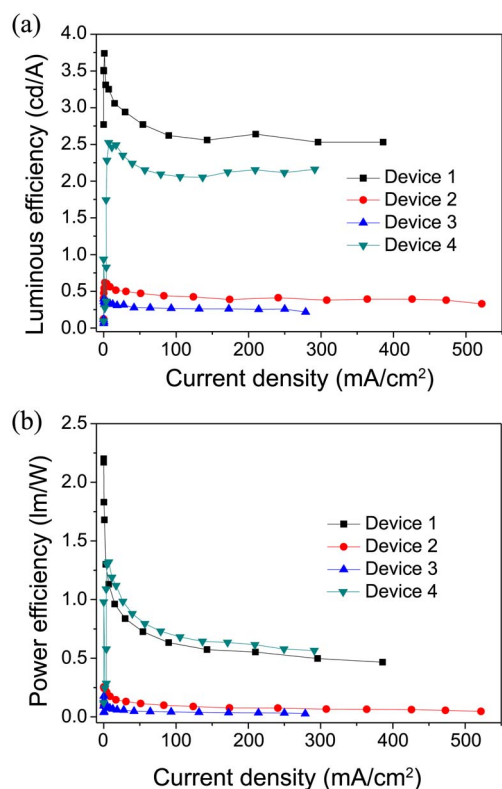 (a)
Luminous efficiency (cd/A)
4.0
3.5
3.0
2.5
2.0
1.5
1.0
0.5
0.0
Device 1
Device 2
Device 3
Device 4
0 100 200 300 400 500
Current density (mA/cm²)
(b)
Power efficiency (lm/W)
2.5
2.0
1.5
1.0
0.5
0.0
Device 1
Device 2
Device 3
Device 4
0 100 200 300 400 500
Current density (mA/cm²)